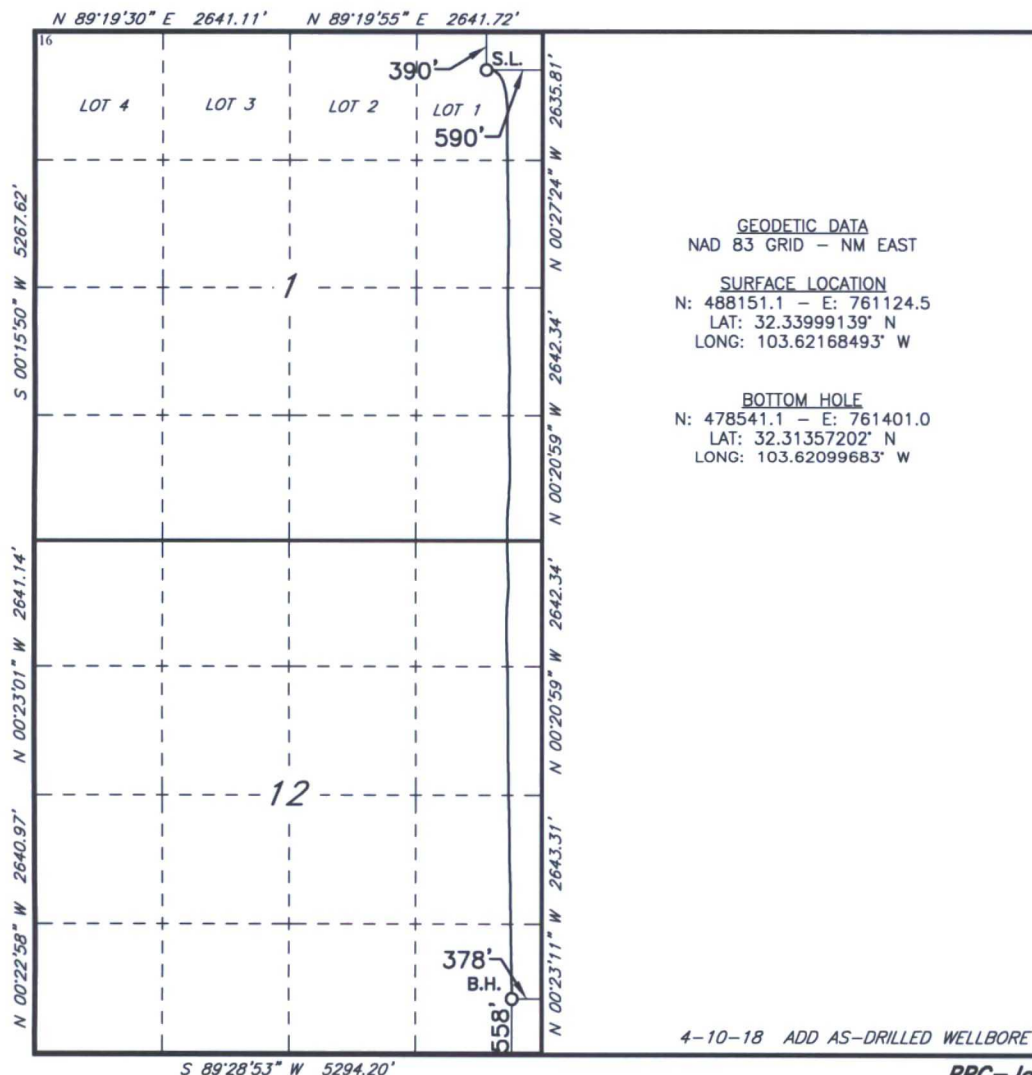 N 89°19'30" E 2641.11' N 89°19'55" E 2641.72'
16
S.L.
390'
LOT 4 LOT 3 LOT 2 LOT 1
590'
N 00°27'24" W 2635.81'
S 00°15'50" W 5267.62'
1
N 00°20'59" W 2642.34'
GEODETIC DATA
NAD 83 GRID – NM EAST
SURFACE LOCATION
N: 488151.1 – E: 761124.5
LAT: 32.33999139° N
LONG: 103.62168493° W
BOTTOM HOLE
N: 478541.1 – E: 761401.0
LAT: 32.31357202° N
LONG: 103.62099683° W
N 00°23'01" W 2641.14'
N 00°20'59" W 2642.34'
12
N 00°22'58" W 2640.97'
N 00°23'11" W 2643.31'
378'
B.H.
558'
4-10-18 ADD AS-DRILLED WELLBORE
S 89°28'53" W 5294.20'